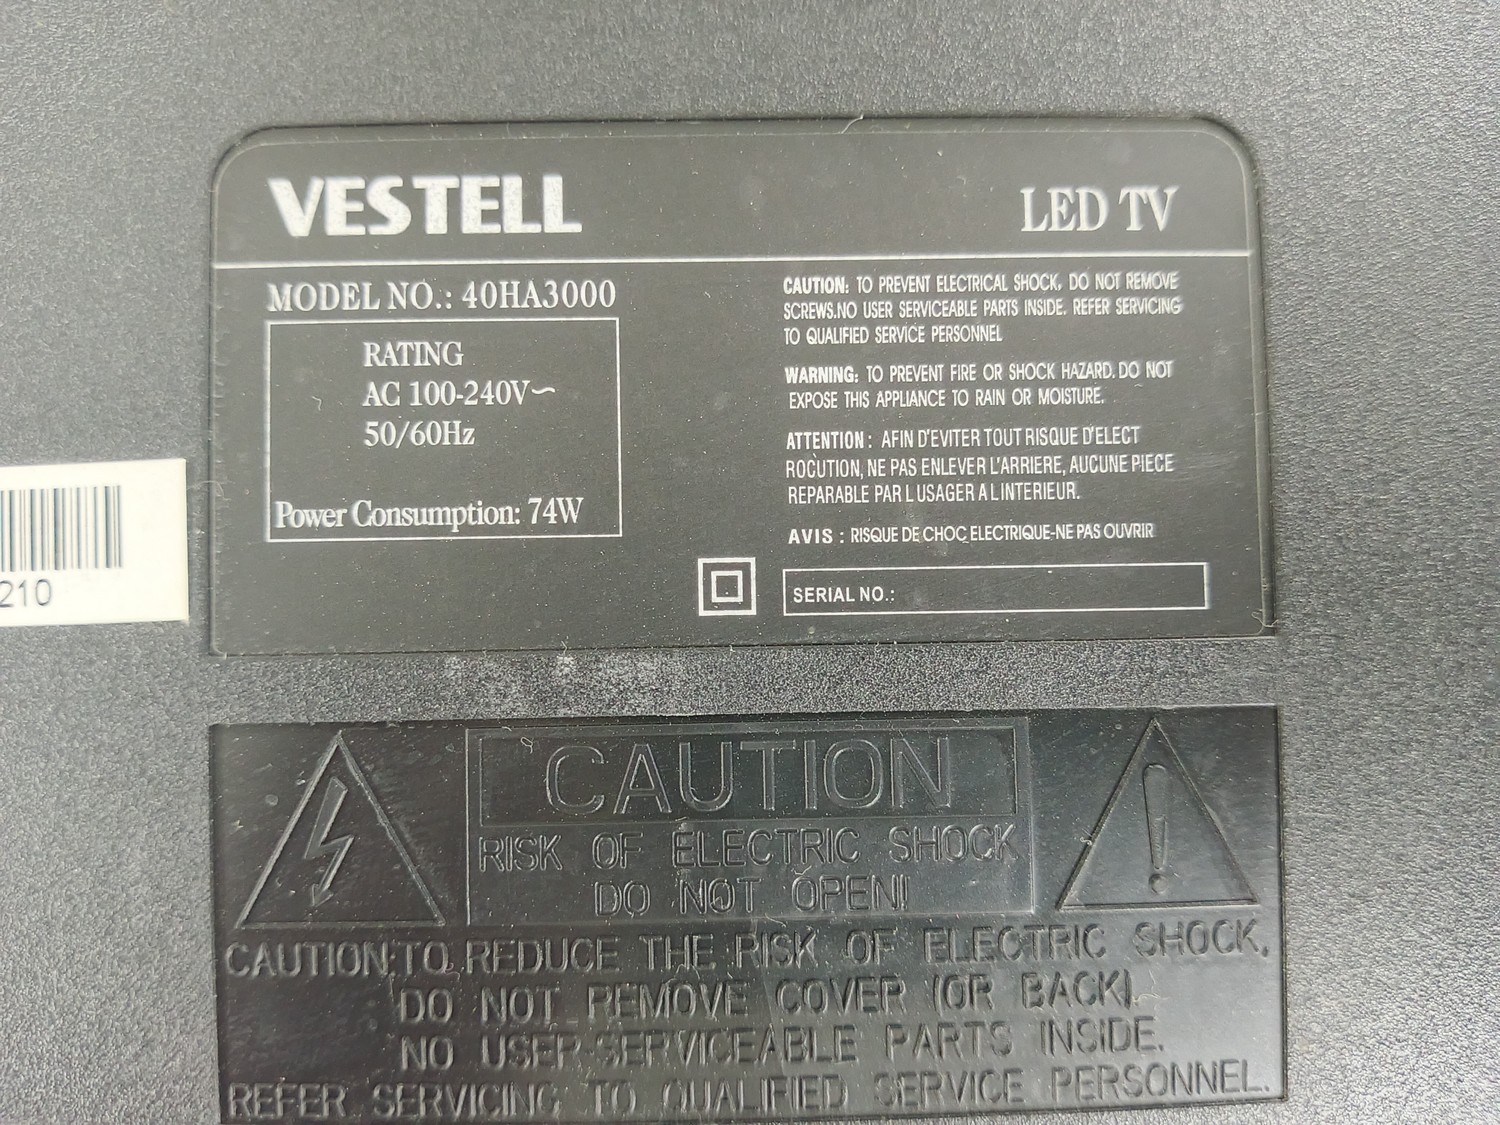 VESTELL
LED TV
MODEL NO.: 40HA3000
RATING
AC 100-240V~
50/60Hz
Power Consumption: 74W
CAUTION: TO PREVENT ELECTRICAL SHOCK, DO NOT REMOVE
SCREWS.NO USER SERVICEABLE PARTS INSIDE. REFER SERVICING
TO QUALIFIED SERVICE PERSONNEL
WARNING: TO PREVENT FIRE OR SHOCK HAZARD. DO NOT
EXPOSE THIS APPLIANCE TO RAIN OR MOISTURE.
ATTENTION: AFIN D'EVITER TOUT RISQUE D'ELECT
ROCUTION, NE PAS ENLEVER L'ARRIERE, AUCUNE PIECE
REPARABLE PAR L USAGER A L INTERIEUR.
AVIS : RISQUE DE CHOC ELECTRIQUE-NE PAS OUVRIR
SERIAL NO.:
210
CAUTION
RISK OF ELECTRIC SHOCK
DO NOT OPEN!
CAUTION:TO REDUCE THE RISK OF ELECTRIC SHOCK,
DO NOT REMOVE COVER (OR BACK).
NO USER-SERVICEABLE PARTS INSIDE.
REFER SERVICING TO QUALIFIED SERVICE PERSONNEL.